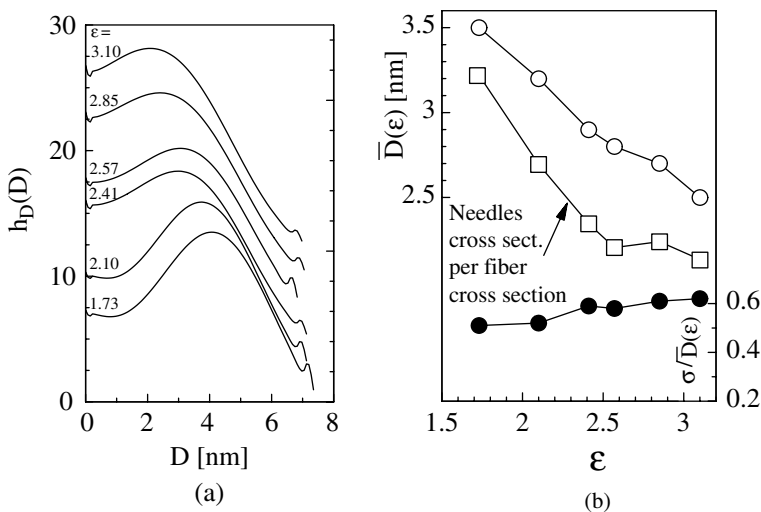 30
20
10
0
h_D(D)
ε=
3.10
2.85
2.57
2.41
2.10
1.73
0 2 4 6 8
D [nm]
(a)
3.5
3
2.5
D̅(ε) [nm]
Needles
cross sect.
per fiber
cross section
0.6
0.4
0.2
σ/D̅(ε)
1.5 2 2.5 3
ε
(b)